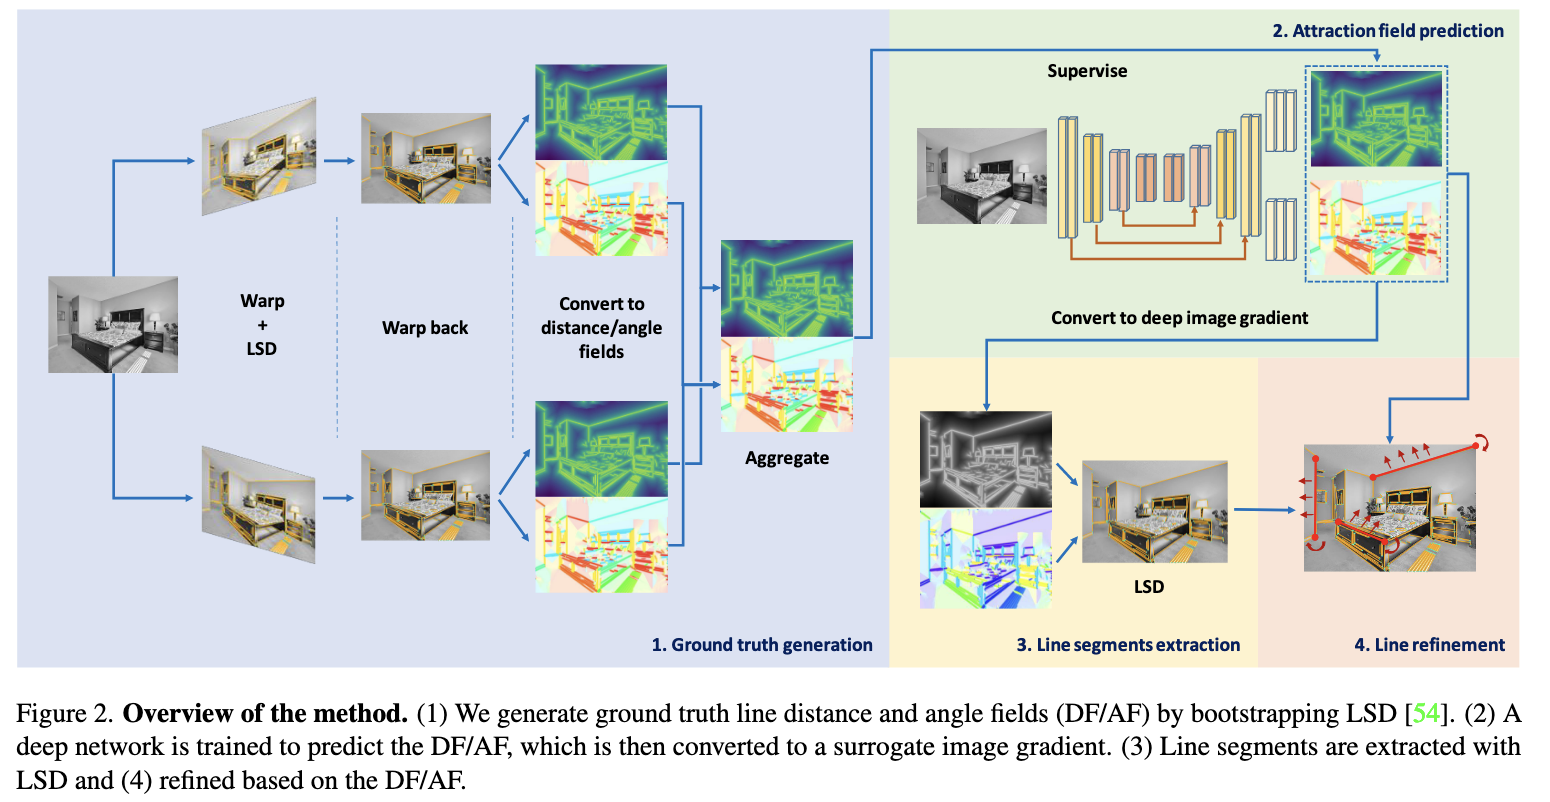 2. Attraction field prediction
Supervise
Warp
+
LSD
Warp back
Convert to
distance/angle
fields
Convert to deep image gradient
Aggregate
LSD
1. Ground truth generation
3. Line segments extraction
4. Line refinement
Figure 2. Overview of the method. (1) We generate ground truth line distance and angle fields (DF/AF) by bootstrapping LSD [54]. (2) A
deep network is trained to predict the DF/AF, which is then converted to a surrogate image gradient. (3) Line segments are extracted with
LSD and (4) refined based on the DF/AF.